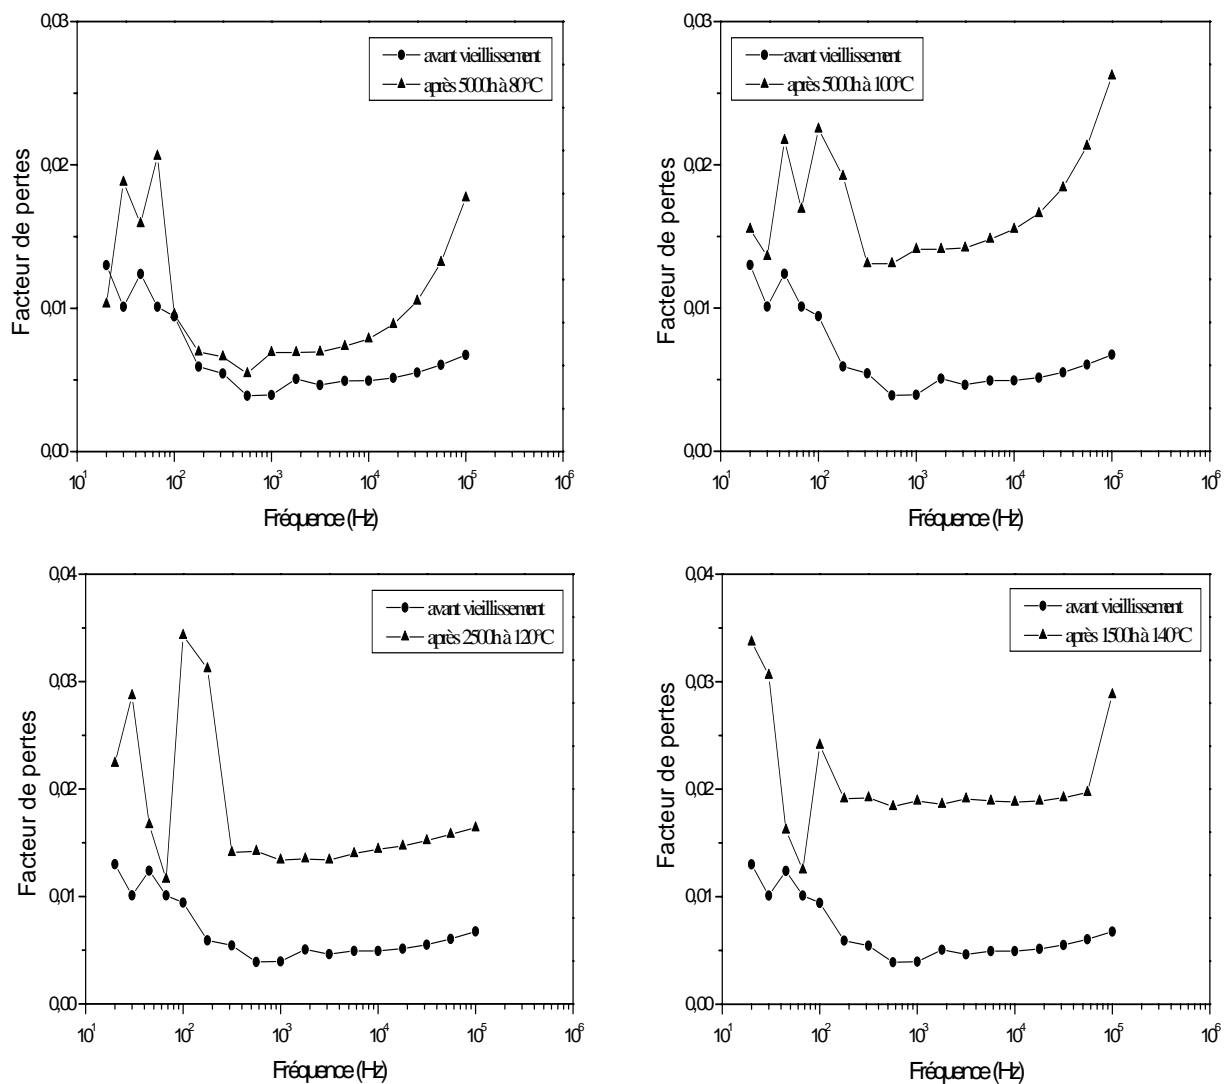 0,03
avant vieillissement
après 5000h à 80°C
0,02
0,01
0,00
Facteur de pertes
10¹ 10² 10³ 10⁴ 10⁵ 10⁶
Fréquence (Hz)
0,03
avant vieillissement
après 5000h à 100°C
0,02
0,01
0,00
Facteur de pertes
10¹ 10² 10³ 10⁴ 10⁵ 10⁶
Fréquence (Hz)
0,04
avant vieillissement
après 2500h à 120°C
0,03
0,02
0,01
0,00
Facteur de pertes
10¹ 10² 10³ 10⁴ 10⁵ 10⁶
Fréquence (Hz)
0,04
avant vieillissement
après 1500h à 140°C
0,03
0,02
0,01
0,00
Facteur de pertes
10¹ 10² 10³ 10⁴ 10⁵ 10⁶
Fréquence (Hz)